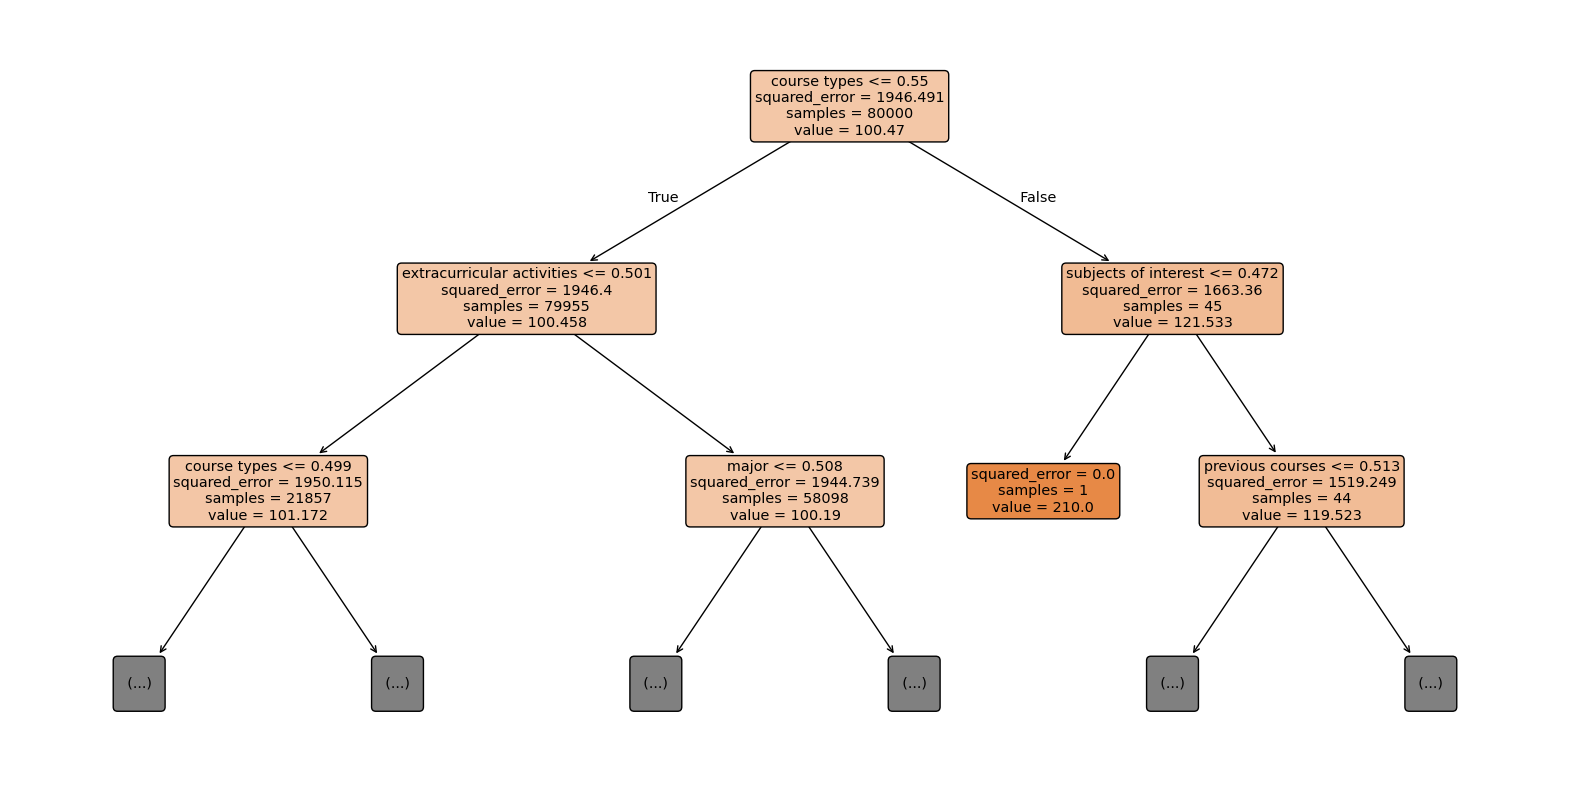 course types <= 0.55
squared_error = 1946.491
samples = 80000
value = 100.47
True
False
extracurricular activities <= 0.501
squared_error = 1946.4
samples = 79955
value = 100.458
subjects of interest <= 0.472
squared_error = 1663.36
samples = 45
value = 121.533
course types <= 0.499
squared_error = 1950.115
samples = 21857
value = 101.172
major <= 0.508
squared_error = 1944.739
samples = 58098
value = 100.19
squared_error = 0.0
samples = 1
value = 210.0
previous courses <= 0.513
squared_error = 1519.249
samples = 44
value = 119.523
(...)
(...)
(...)
(...)
(...)
(...)